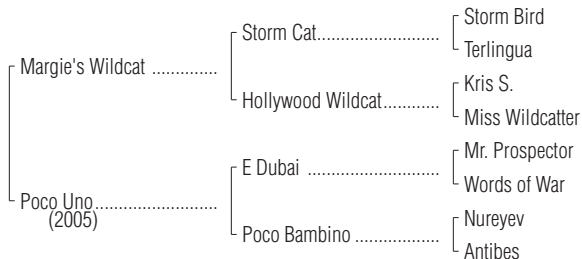 Storm Bird
Storm Cat..............................
Terlingua
Margie's Wildcat ..............
Kris S.
Hollywood Wildcat............
Miss Wildcatter
Mr. Prospector
E Dubai ............................
Words of War
Poco Uno..........................
(2005)
Nureyev
Poco Bambino ..................
Antibes